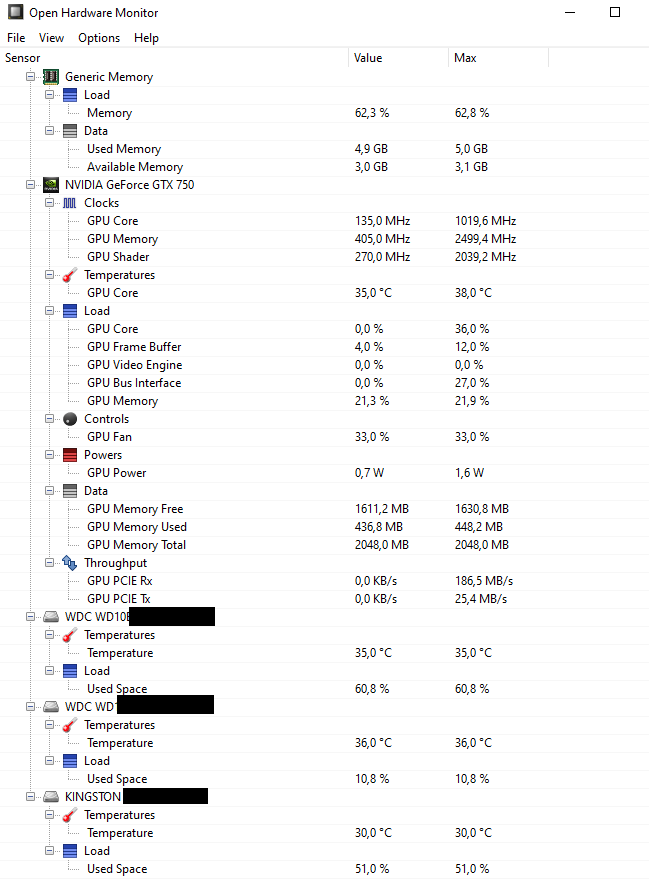 Open Hardware Monitor
File View Options Help
Sensor Value Max
Generic Memory
Load
Memory 62,3 % 62,8 %
Data
Used Memory 4,9 GB 5,0 GB
Available Memory 3,0 GB 3,1 GB
NVIDIA GeForce GTX 750
Clocks
GPU Core 135,0 MHz 1019,6 MHz
GPU Memory 405,0 MHz 2499,4 MHz
GPU Shader 270,0 MHz 2039,2 MHz
Temperatures
GPU Core 35,0 °C 38,0 °C
Load
GPU Core 0,0 % 36,0 %
GPU Frame Buffer 4,0 % 12,0 %
GPU Video Engine 0,0 % 0,0 %
GPU Bus Interface 0,0 % 27,0 %
GPU Memory 21,3 % 21,9 %
Controls
GPU Fan 33,0 % 33,0 %
Powers
GPU Power 0,7 W 1,6 W
Data
GPU Memory Free 1611,2 MB 1630,8 MB
GPU Memory Used 436,8 MB 448,2 MB
GPU Memory Total 2048,0 MB 2048,0 MB
Throughput
GPU PCIE Rx 0,0 KB/s 186,5 MB/s
GPU PCIE Tx 0,0 KB/s 25,4 MB/s
WDC WD10
Temperatures
Temperature 35,0 °C 35,0 °C
Load
Used Space 60,8 % 60,8 %
WDC WD1
Temperatures
Temperature 36,0 °C 36,0 °C
Load
Used Space 10,8 % 10,8 %
KINGSTON
Temperatures
Temperature 30,0 °C 30,0 °C
Load
Used Space 51,0 % 51,0 %